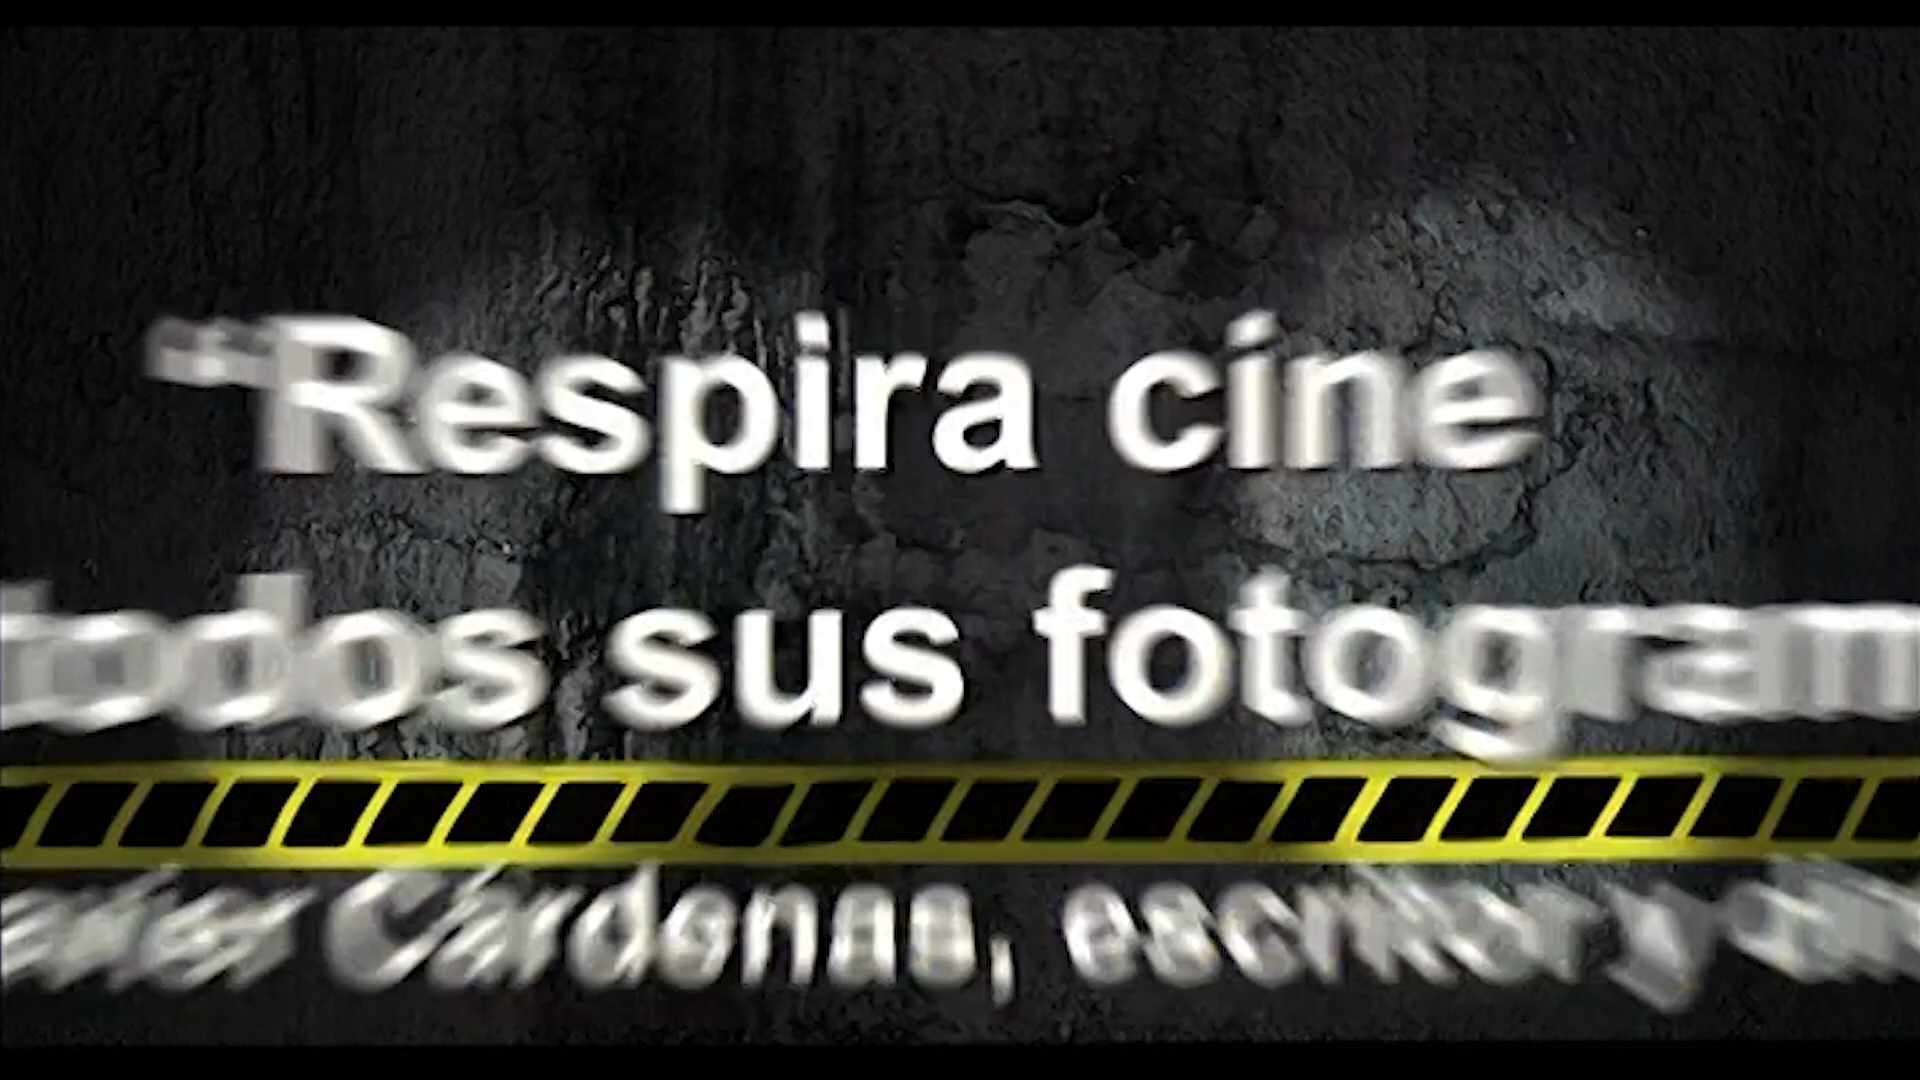 “Respira cine
todos sus fotogram
Cárdenas, escritor y